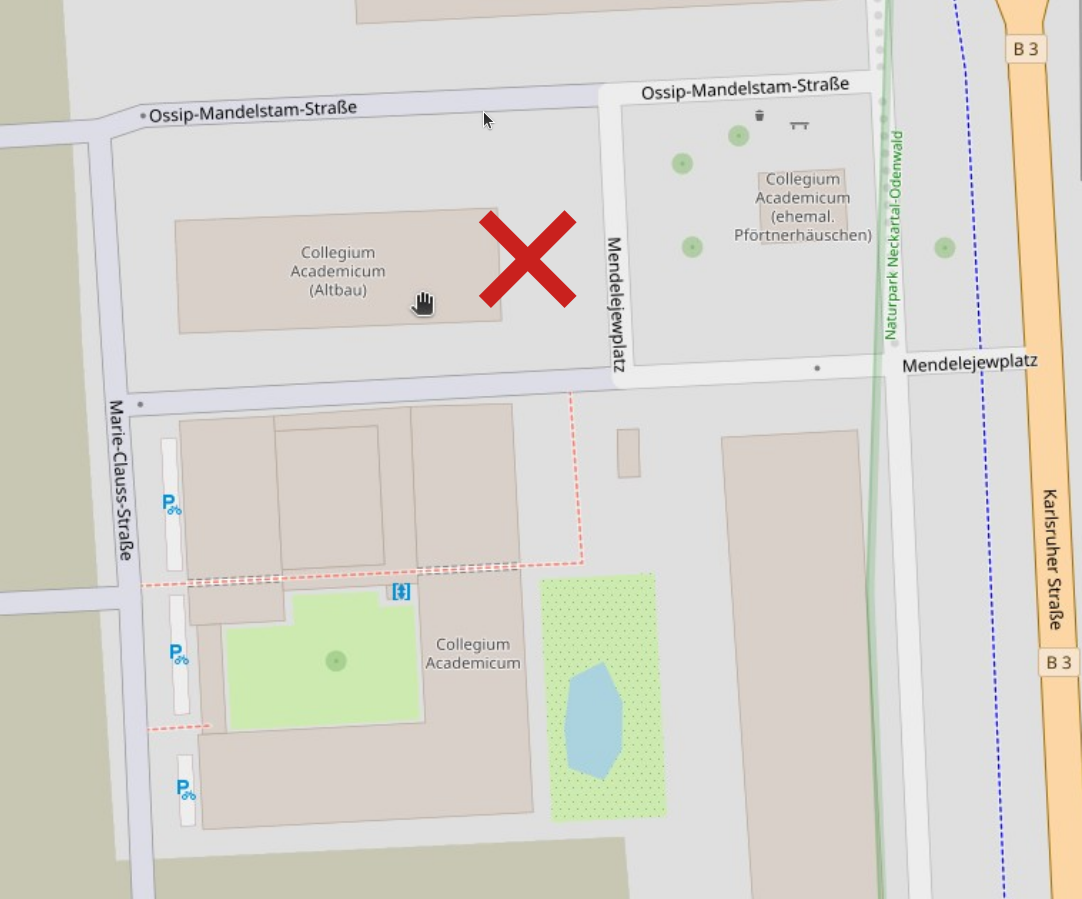 B 3
Ossip-Mandelstam-Straße
Ossip-Mandelstam-Straße
Collegium
Academicum
(ehemal.
Pförtnerhäuschen)
Naturpark Neckartal-Odenwald
Collegium
Academicum
(Altbau)
Mendelejewplatz
Mendelejewplatz
Marie-Clauss-Straße
P
Karlsruher Straße
Collegium
Academicum
P
B 3
P